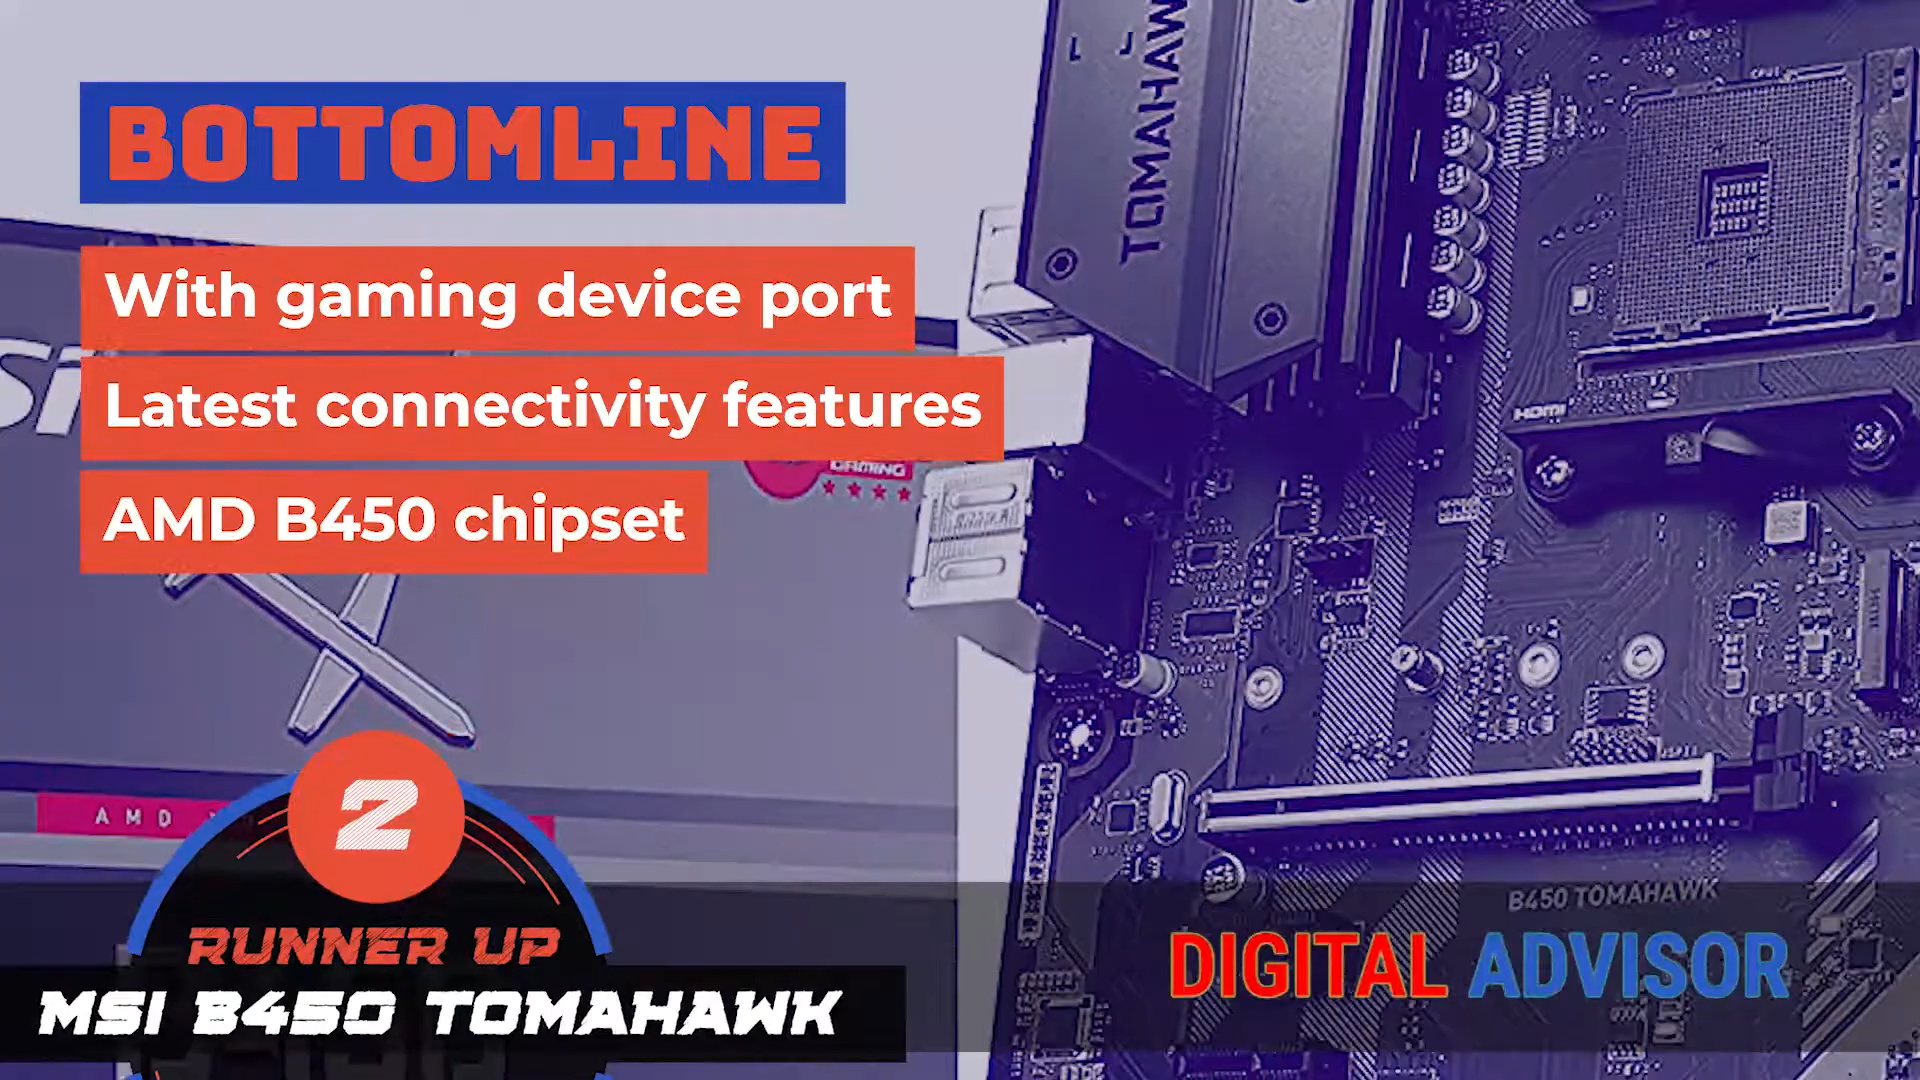 BOTTOMLINE
With gaming device port
Latest connectivity features
AMD B450 chipset
TOMAHAWK
HDMI
GAMING
AMD
2
RUNNER UP
MSI B450 TOMAHAWK
B450 TOMAHAWK
DIGITAL ADVISOR